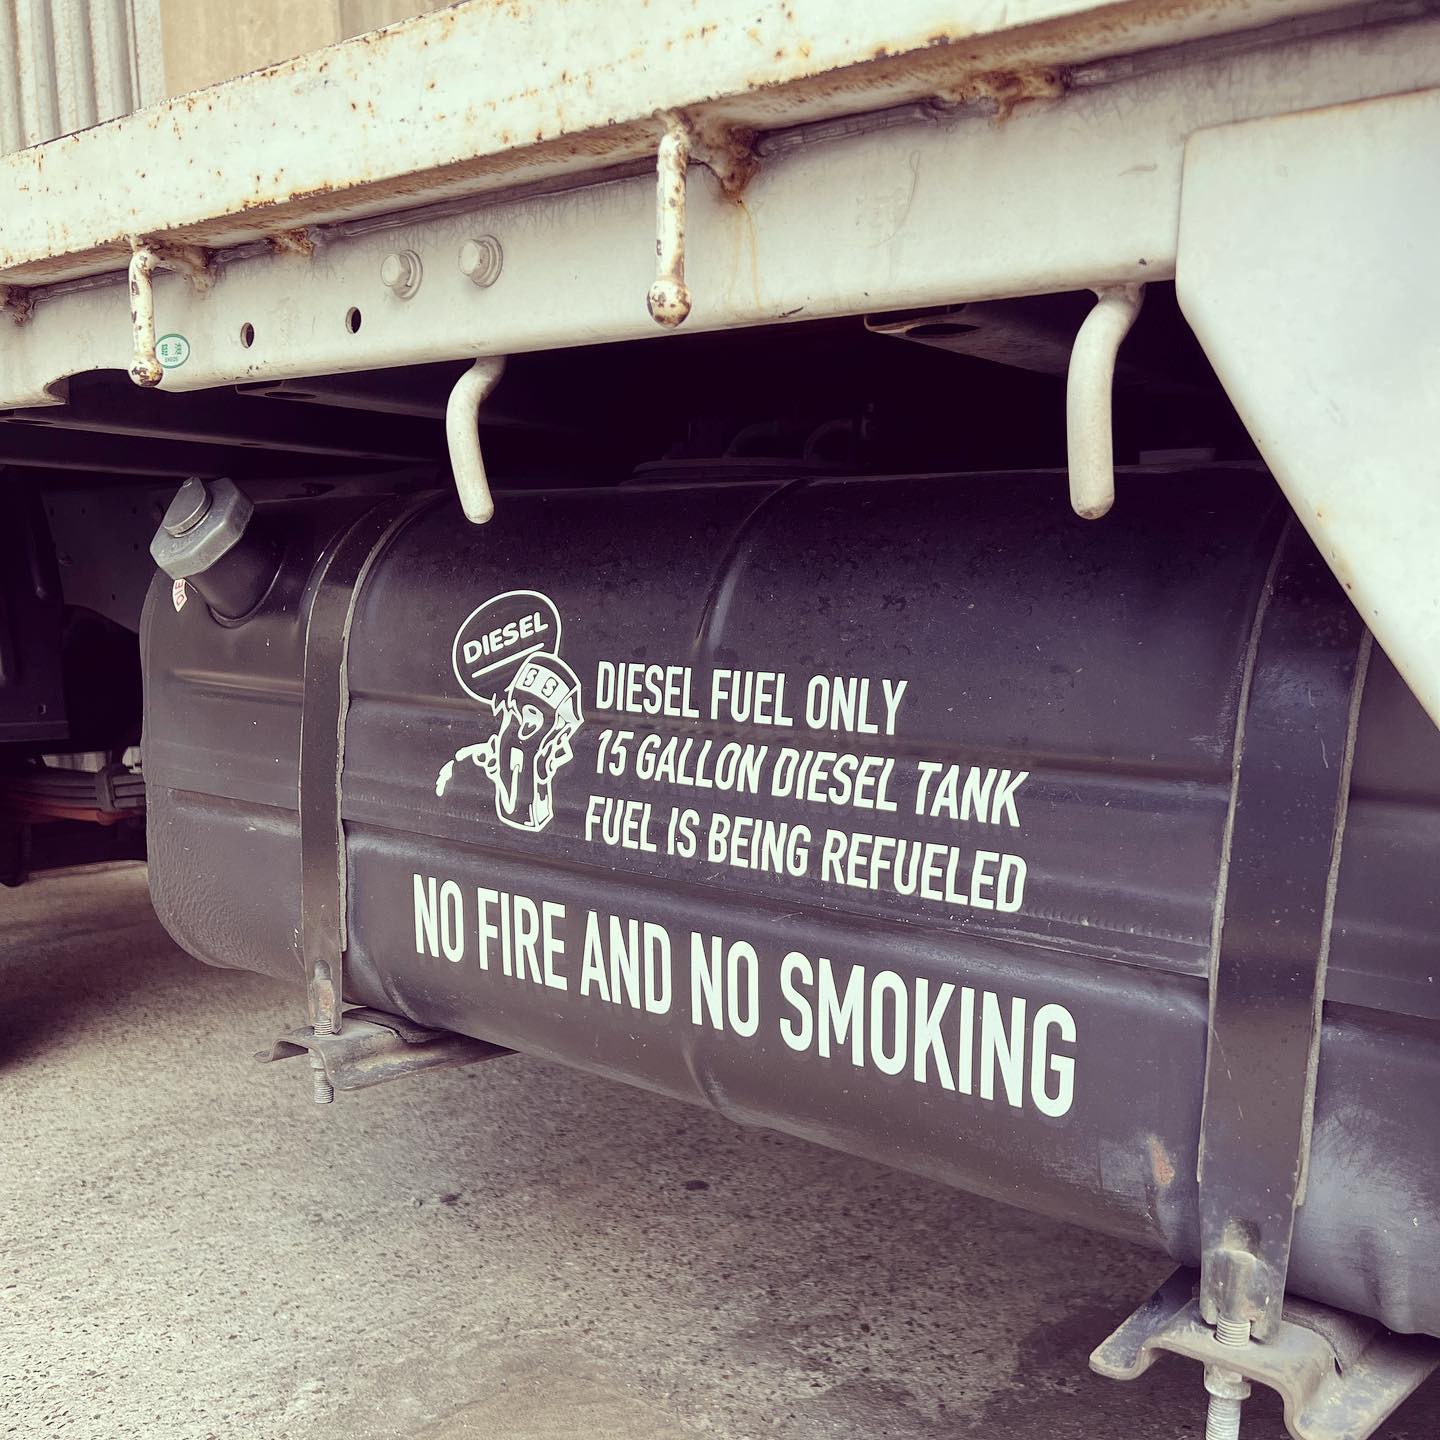 DIESEL
DIESEL FUEL ONLY
15 GALLON DIESEL TANK
FUEL IS BEING REFUELED
NO FIRE AND NO SMOKING